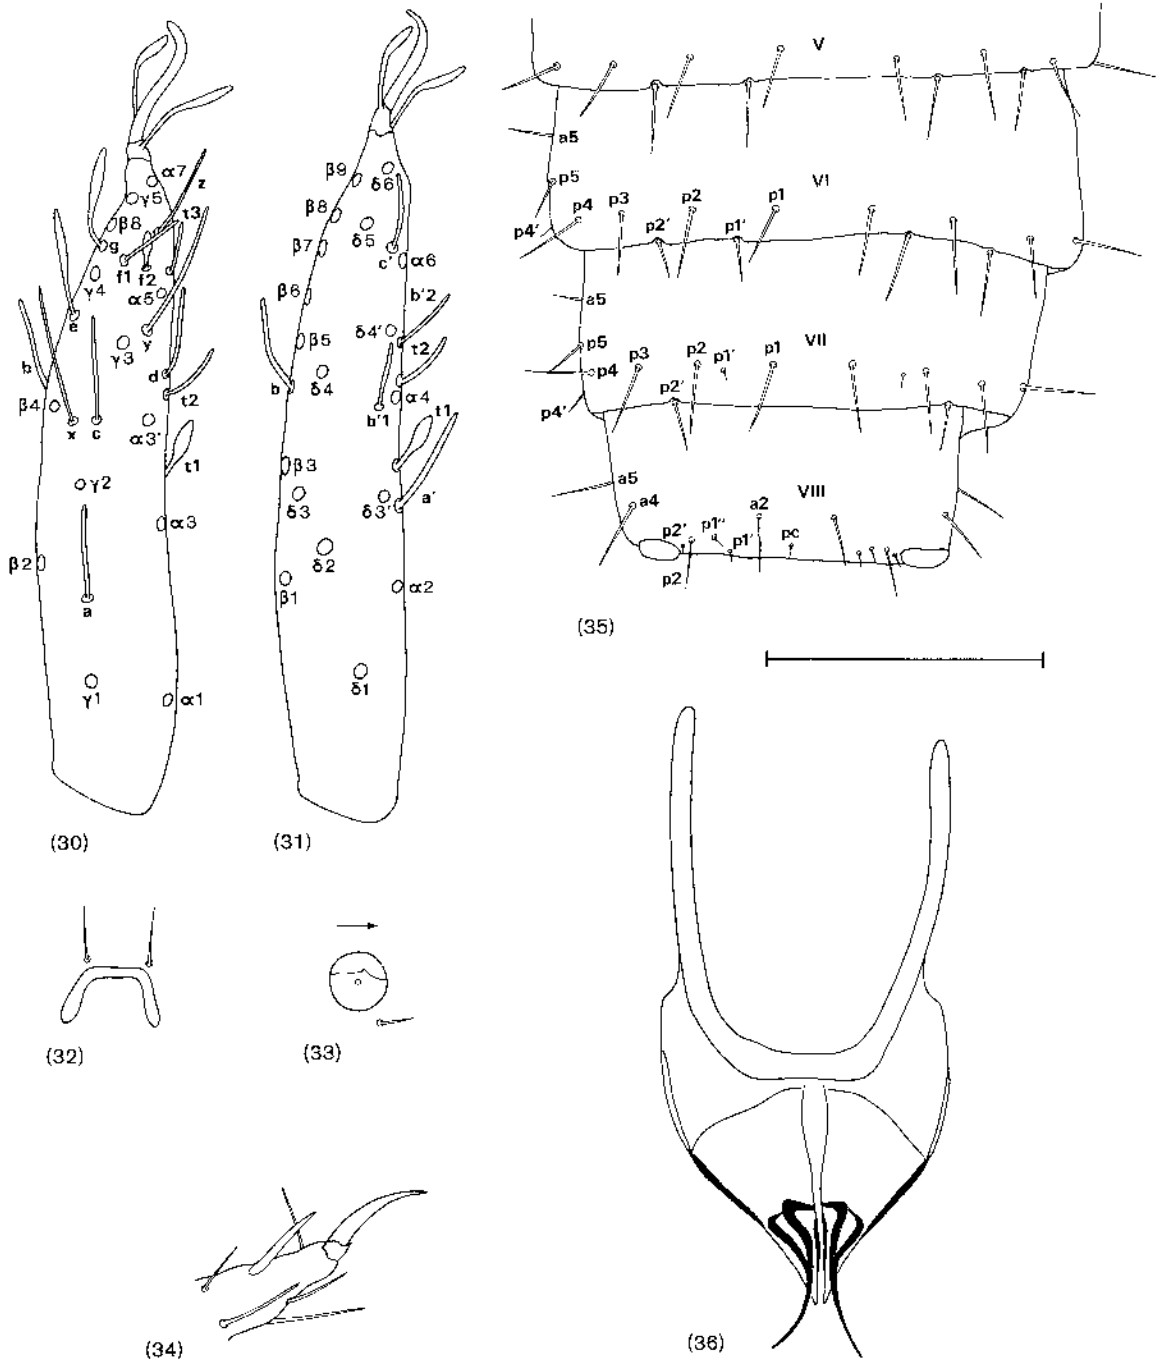 α7
z
γ5
β8
t3
g
f1
f2
γ4
α5
e
y
γ3
b
d
t2
β4
x
c
α3'
t1
γ2
α3
β2
a
γ1
α1
(30)
β9
δ6
β8
δ5
β7
c'
α6
β6
b'2
β5
δ4'
t2
δ4
b
α4
b'1
t1
β3
δ3
δ3'
a'
δ2
β1
α2
δ1
(31)
V
a5
p5
VI
p4
p3
p2
p1
p4'
p2'
p1'
a5
p5
VII
p3
p2
p1'
p1
p4
p2'
p4'
a5
a4
VIII
a2
p2'
p1"
p1'
pc
p2
(35)
(32)
(33)
(34)
(36)